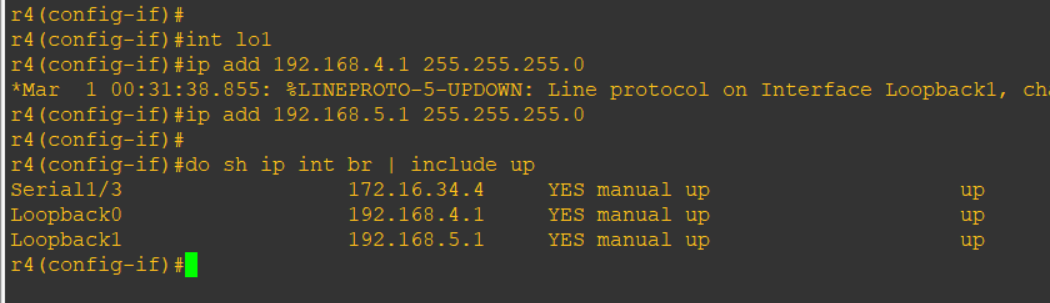 r4(config-if)#
r4(config-if)#int lo1
r4(config-if)#ip add 192.168.4.1 255.255.255.0
*Mar  1 00:31:38.855: %LINEPROTO-5-UPDOWN: Line protocol on Interface Loopback1, cha
r4(config-if)#ip add 192.168.5.1 255.255.255.0
r4(config-if)#
r4(config-if)#do sh ip int br | include up
Serial1/3                  172.16.34.4     YES manual up                    up
Loopback0                  192.168.4.1     YES manual up                    up
Loopback1                  192.168.5.1     YES manual up                    up
r4(config-if)#